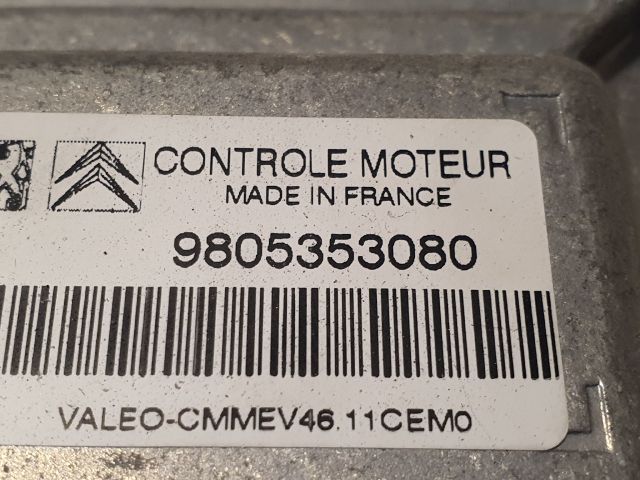 CONTROLE MOTEUR
MADE IN FRANCE
9805353080
VALEO-CMMEV46.11CEM0